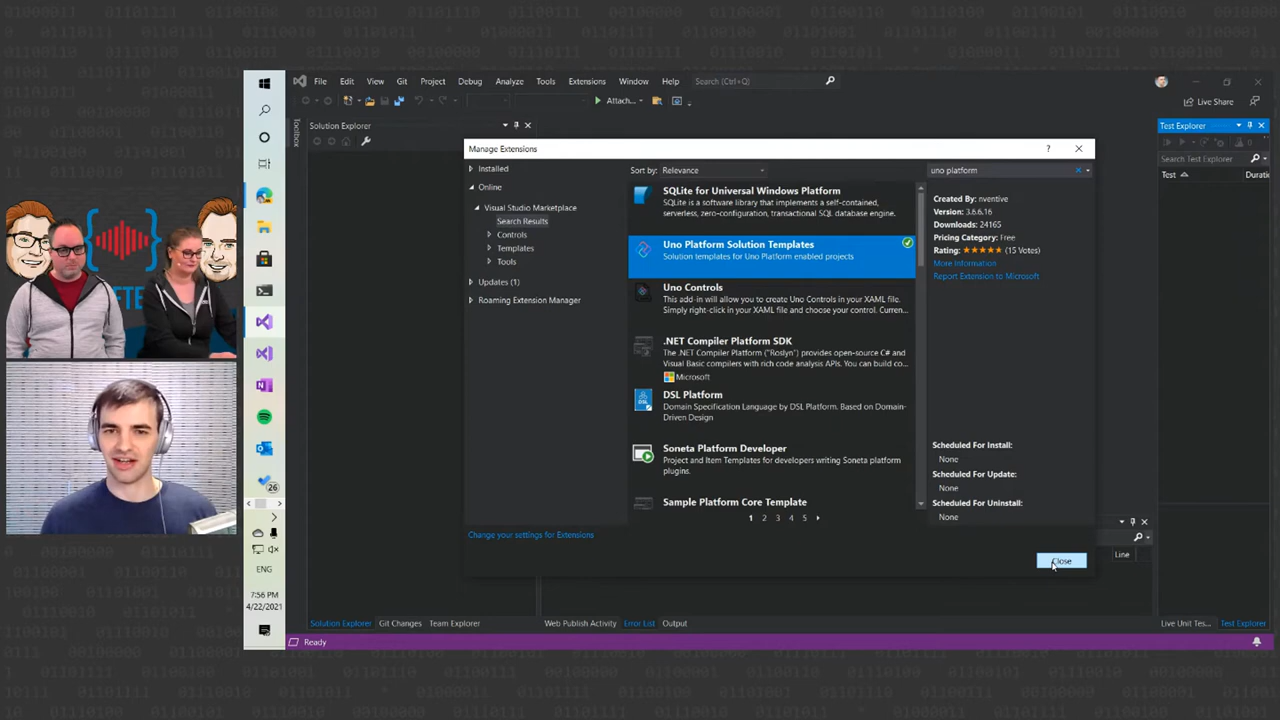 File Edit View Git Project Debug Analyze Tools Extensions Window Help Search (Ctrl+Q)
Attach...
Live Share
Toolbox
Solution Explorer
Test Explorer
Search Test Explorer
Test
Manage Extensions
?
Installed
Online
Visual Studio Marketplace
Search Results
Controls
Templates
Tools
Updates (1)
Roaming Extension Manager
Sort by: Relevance
uno platform
SQLite for Universal Windows Platform
SQLite is a software library that implements a self-contained,
serverless, zero-configuration, transactional SQL database engine.
Uno Platform Solution Templates
Solution templates for Uno Platform enabled projects
Uno Controls
This add-in will allow you to create Uno Controls in your XAML file.
Simply right-click in your XAML file and choose your control. Curren...
.NET Compiler Platform SDK
The .NET Compiler Platform ("Roslyn") provides open-source C# and
Visual Basic compilers with rich code analysis APIs. You can build co...
Microsoft
DSL Platform
Domain Specification Language by DSL Platform. Based on Domain-
Driven Design
Soneta Platform Developer
Project and Item Templates for developers writing Soneta platform
plugins.
Sample Platform Core Template
1 2 3 4 5
Created By: nventive
Version: 3.6.6.16
Downloads: 24165
Pricing Category: Free
Rating: (15 Votes)
More Information
Report Extension to Microsoft
Scheduled For Install:
None
Scheduled For Update:
None
Scheduled For Uninstall:
None
Change your settings for Extensions
Close
Line
26
ENG
7:56 PM
4/22/2021
Solution Explorer Git Changes Team Explorer
Web Publish Activity Error List Output
Live Unit Tes... Test Explorer
Ready